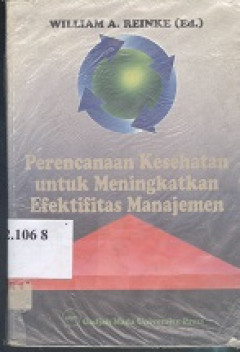 WILLIAM A. REINKE (Ed.)
Perencanaan Kesehatan
untuk Meningkatkan
Efektifitas Manajemen
2.106 8
Gadjah Mada University Press